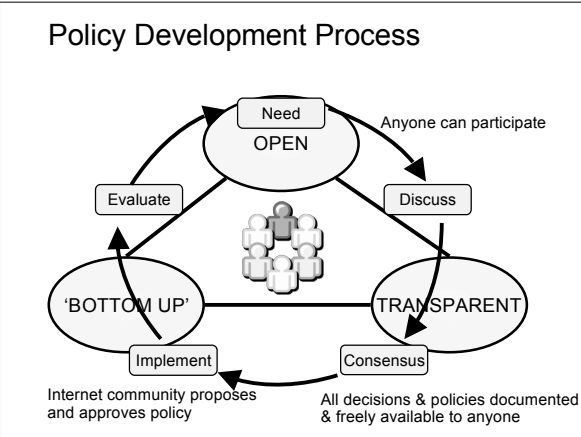 Policy Development Process
Need
OPEN
Anyone can participate
Evaluate
Discuss
'BOTTOM UP'
TRANSPARENT
Implement
Consensus
Internet community proposes
and approves policy
All decisions & policies documented
& freely available to anyone